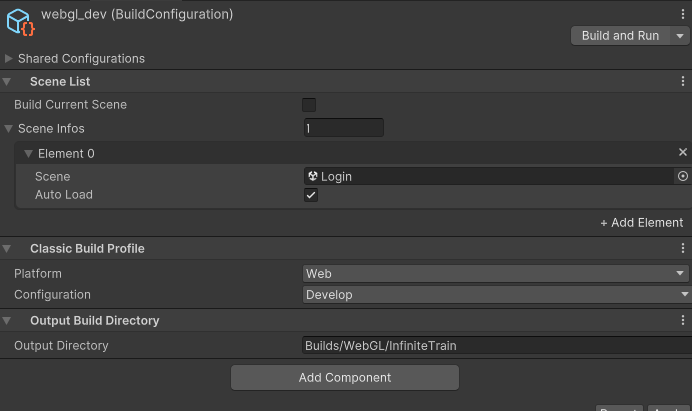 webgl_dev (BuildConfiguration)
Build and Run
Shared Configurations
Scene List
Build Current Scene
Scene Infos 1
Element 0
Scene Login
Auto Load
+ Add Element
Classic Build Profile
Platform Web
Configuration Develop
Output Build Directory
Output Directory Builds/WebGL/InfiniteTrain
Add Component